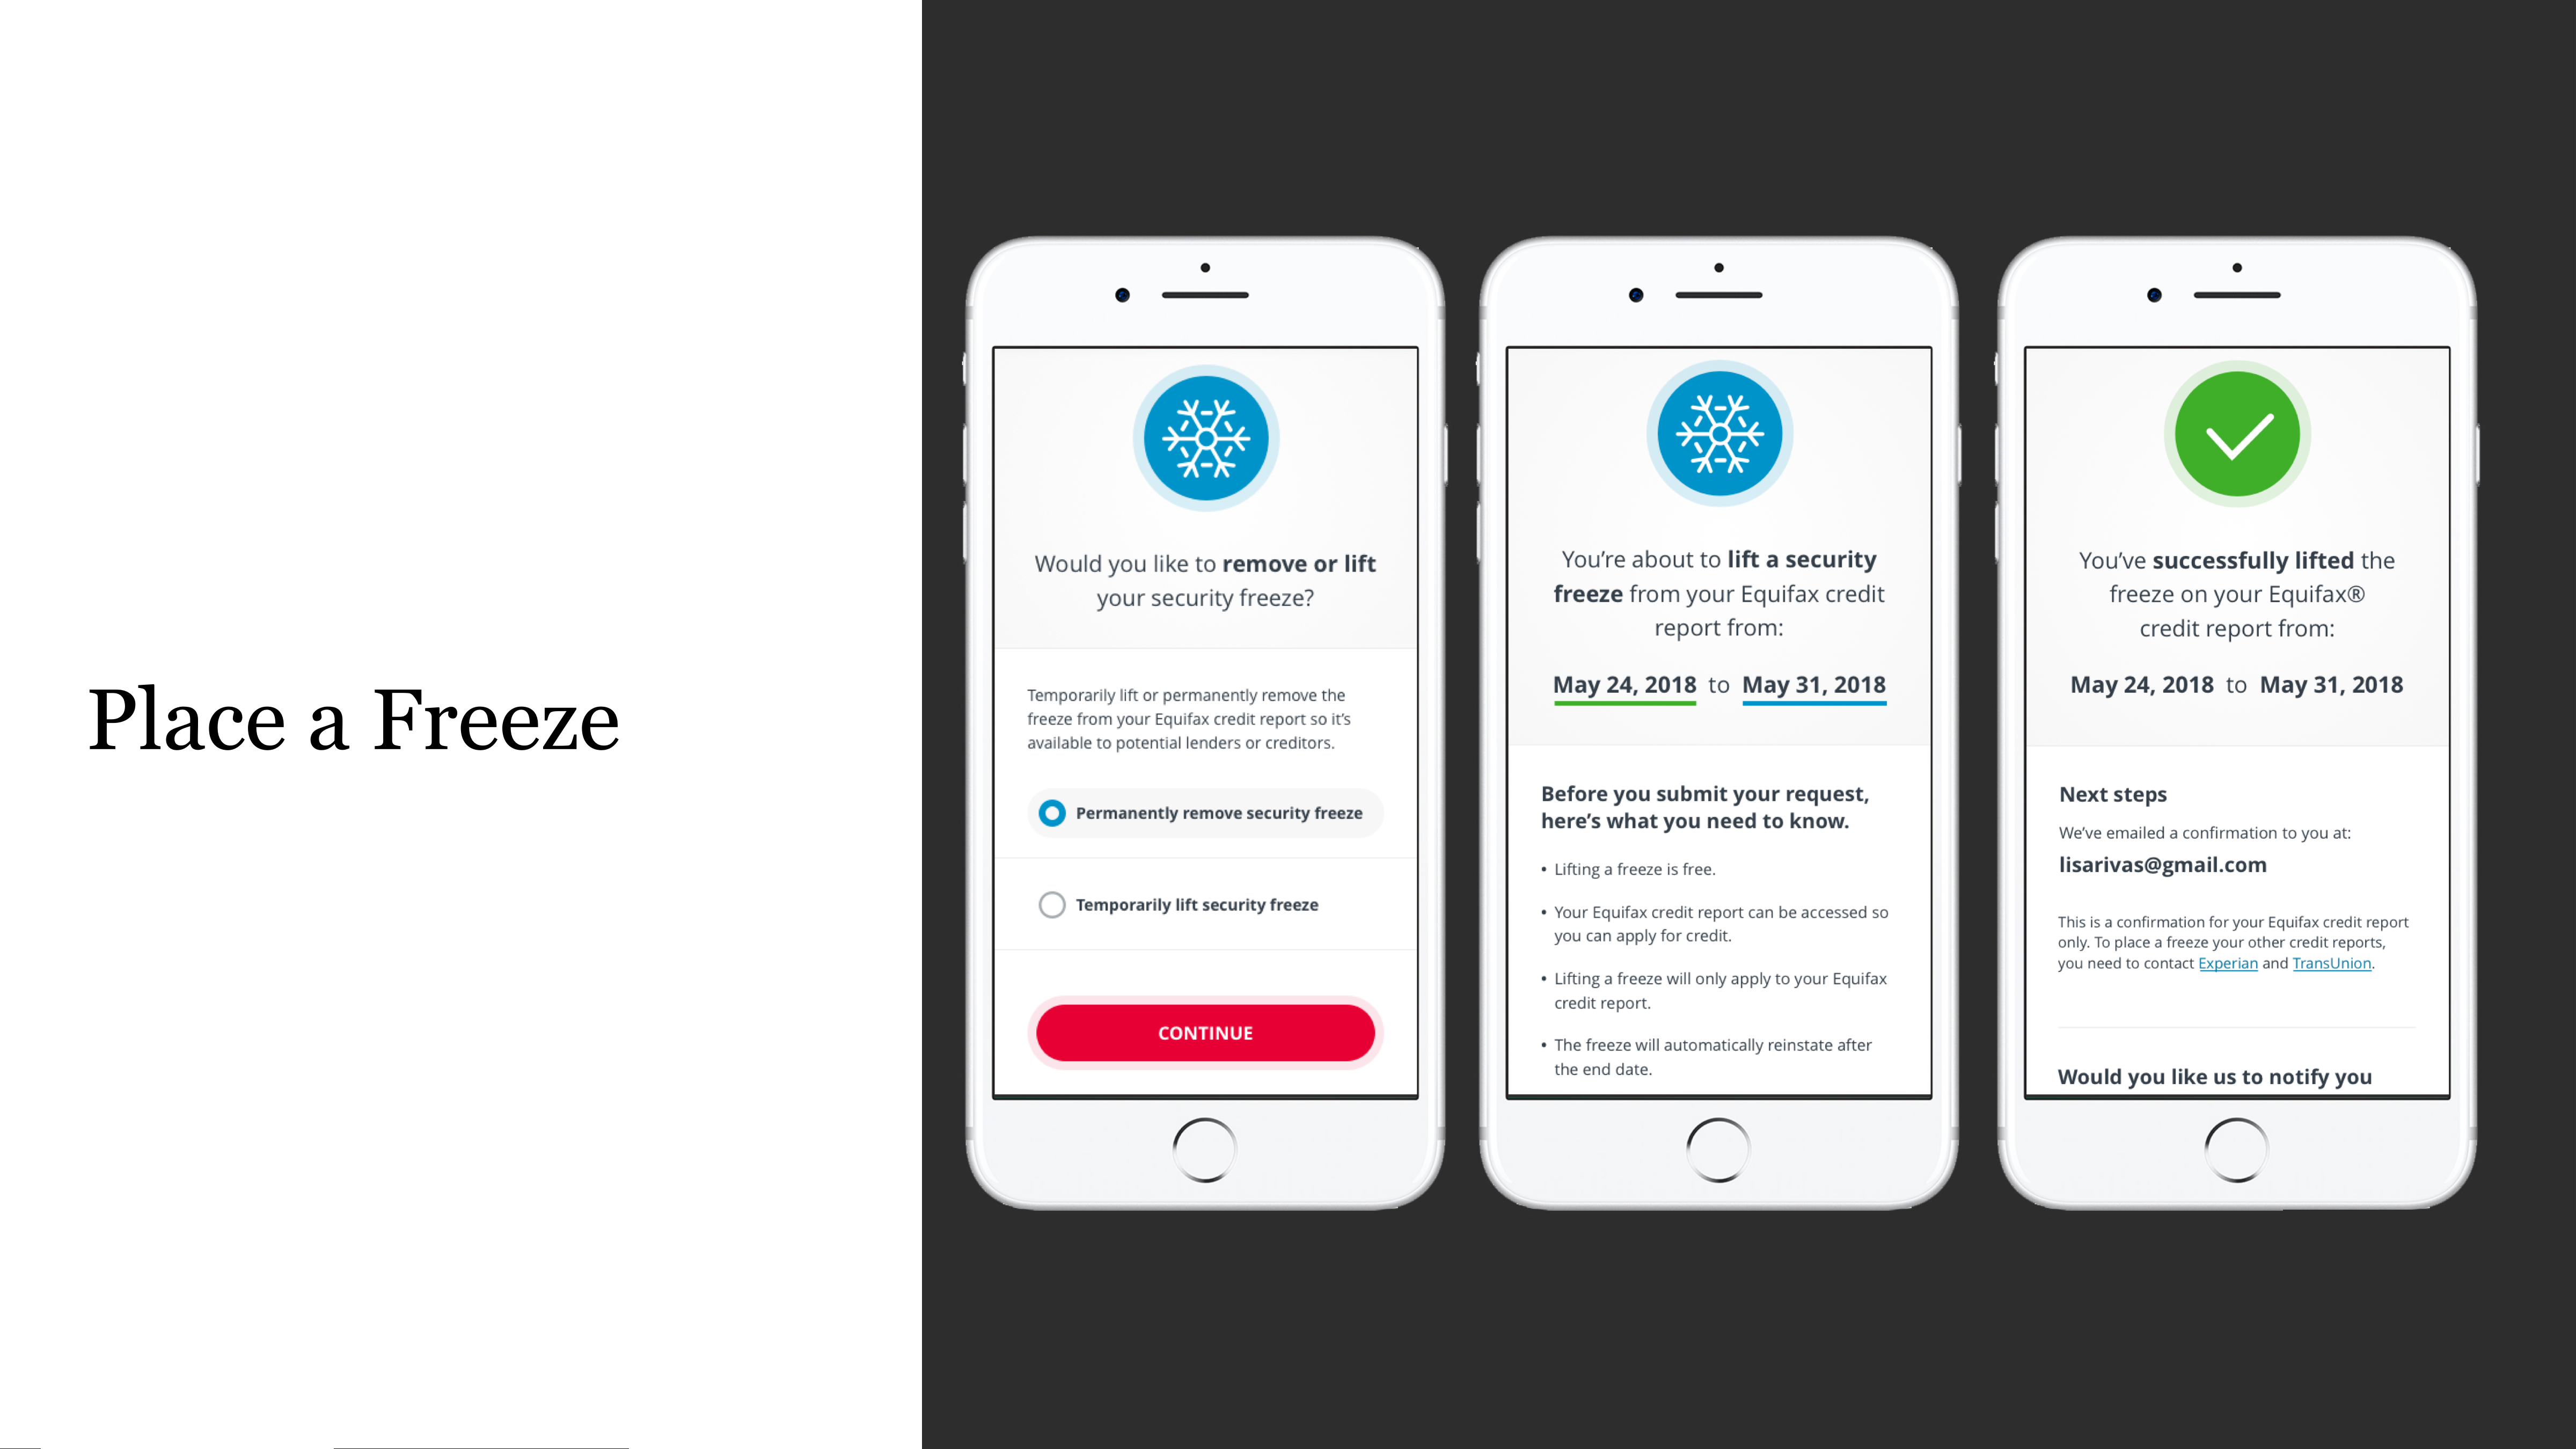 Place a Freeze
Would you like to remove or lift
your security freeze?
Temporarily lift or permanently remove the
freeze from your Equifax credit report so it's
available to potential lenders or creditors.
Permanently remove security freeze
Temporarily lift security freeze
CONTINUE
You're about to lift a security
freeze from your Equifax credit
report from:
May 24, 2018 to May 31, 2018
Before you submit your request,
here's what you need to know.
• Lifting a freeze is free.
• Your Equifax credit report can be accessed so
you can apply for credit.
• Lifting a freeze will only apply to your Equifax
credit report.
• The freeze will automatically reinstate after
the end date.
You've successfully lifted the
freeze on your Equifax®
credit report from:
May 24, 2018 to May 31, 2018
Next steps
We've emailed a confirmation to you at:
lisarivas@gmail.com
This is a confirmation for your Equifax credit report
only. To place a freeze your other credit reports,
you need to contact Experian and TransUnion.
Would you like us to notify you